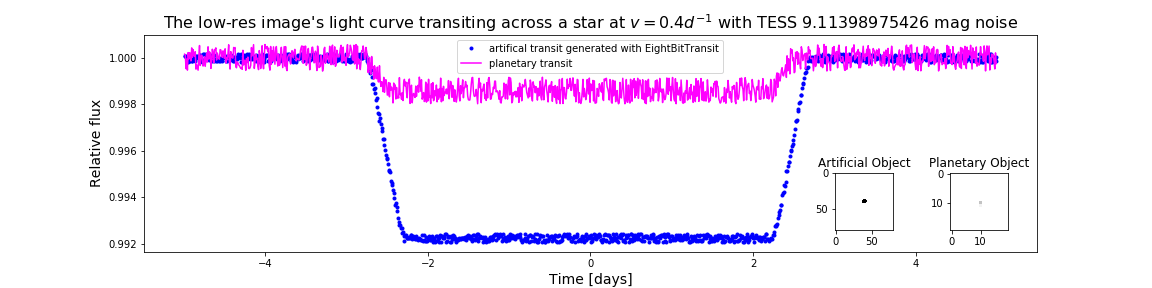 The low-res image's light curve transiting across a star at v = 0.4d⁻¹ with TESS 9.11398975426 mag noise
artifical transit generated with EightBitTransit
planetary transit
Relative flux
1.000
0.998
0.996
0.994
0.992
Artificial Object
0
50
0
50
Planetary Object
0
10
0
10
−4
−2
0
2
4
Time [days]